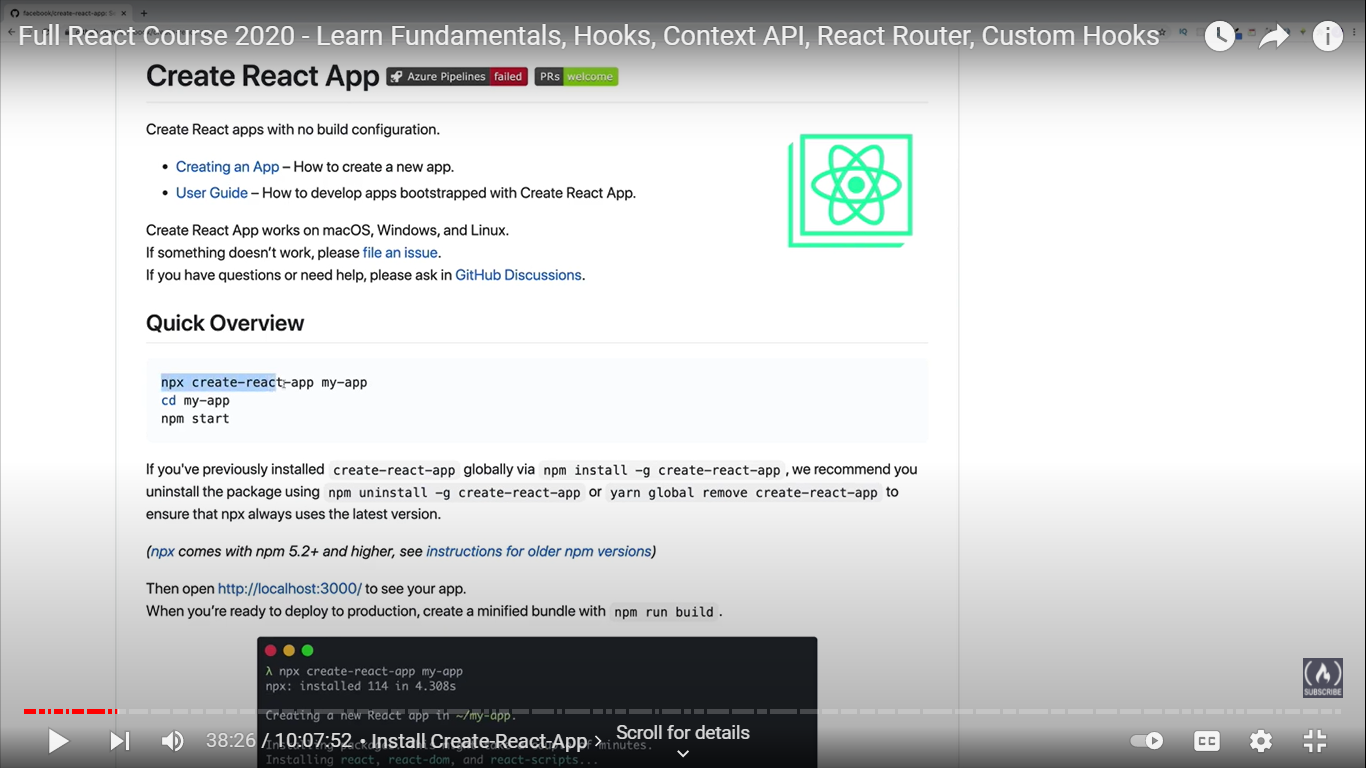 facebook/create-react-app: S
Full React Course 2020 - Learn Fundamentals, Hooks, Context API, React Router, Custom Hooks
Create React App Azure Pipelines failed PRs welcome
Create React apps with no build configuration.
• Creating an App – How to create a new app.
• User Guide – How to develop apps bootstrapped with Create React App.
Create React App works on macOS, Windows, and Linux.
If something doesn’t work, please file an issue.
If you have questions or need help, please ask in GitHub Discussions.
Quick Overview
npx create-react-app my-app
cd my-app
npm start
If you've previously installed create-react-app globally via npm install -g create-react-app, we recommend you
uninstall the package using npm uninstall -g create-react-app or yarn global remove create-react-app to
ensure that npx always uses the latest version.
(npx comes with npm 5.2+ and higher, see instructions for older npm versions)
Then open http://localhost:3000/ to see your app.
When you’re ready to deploy to production, create a minified bundle with npm run build.
λ npx create-react-app my-app
npx: installed 114 in 4.308s
Creating a new React app in ~/my-app.
SUBSCRIBE
38:26 / 10:07:52 • Install Create-React-App ›
Scroll for details
CC
Installing packages. minutes.
Installing react, react-dom, and react-scripts...